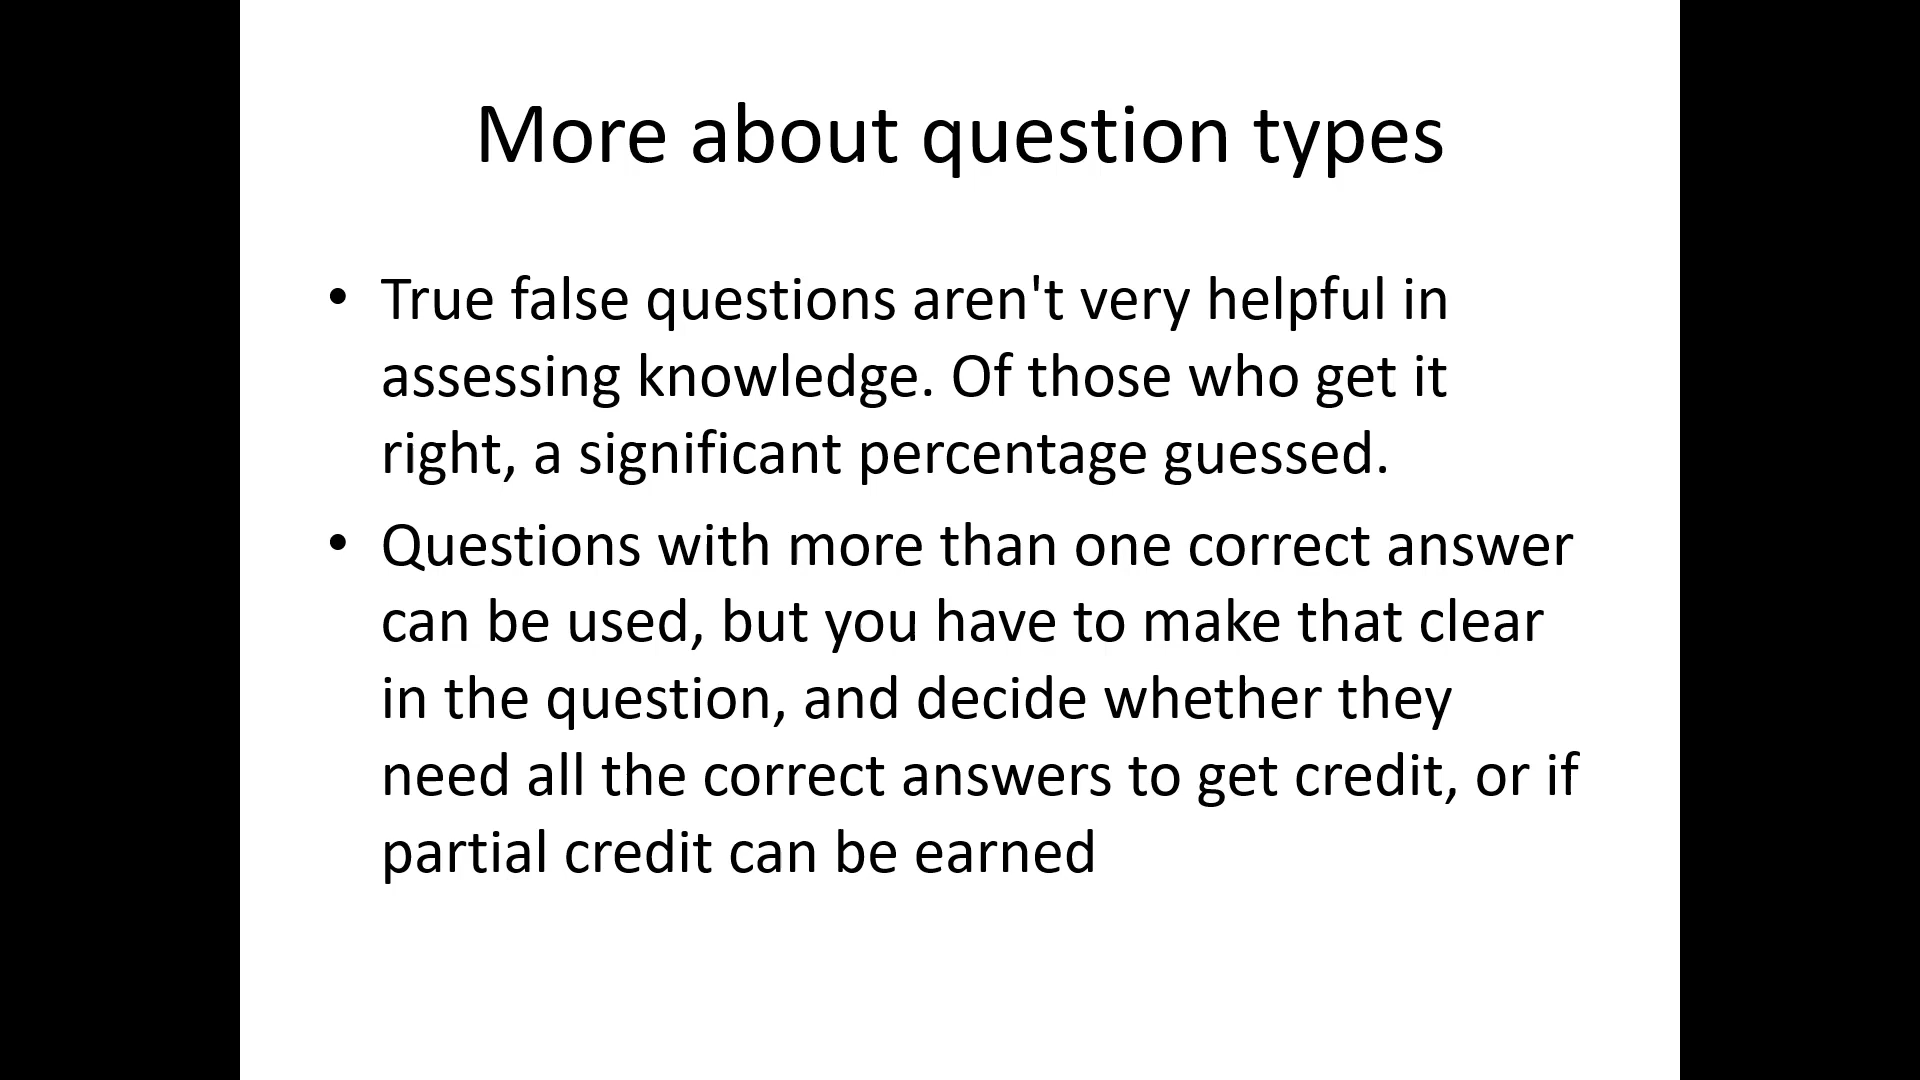 More about question types
• True false questions aren't very helpful in
assessing knowledge. Of those who get it
right, a significant percentage guessed.
• Questions with more than one correct answer
can be used, but you have to make that clear
in the question, and decide whether they
need all the correct answers to get credit, or if
partial credit can be earned